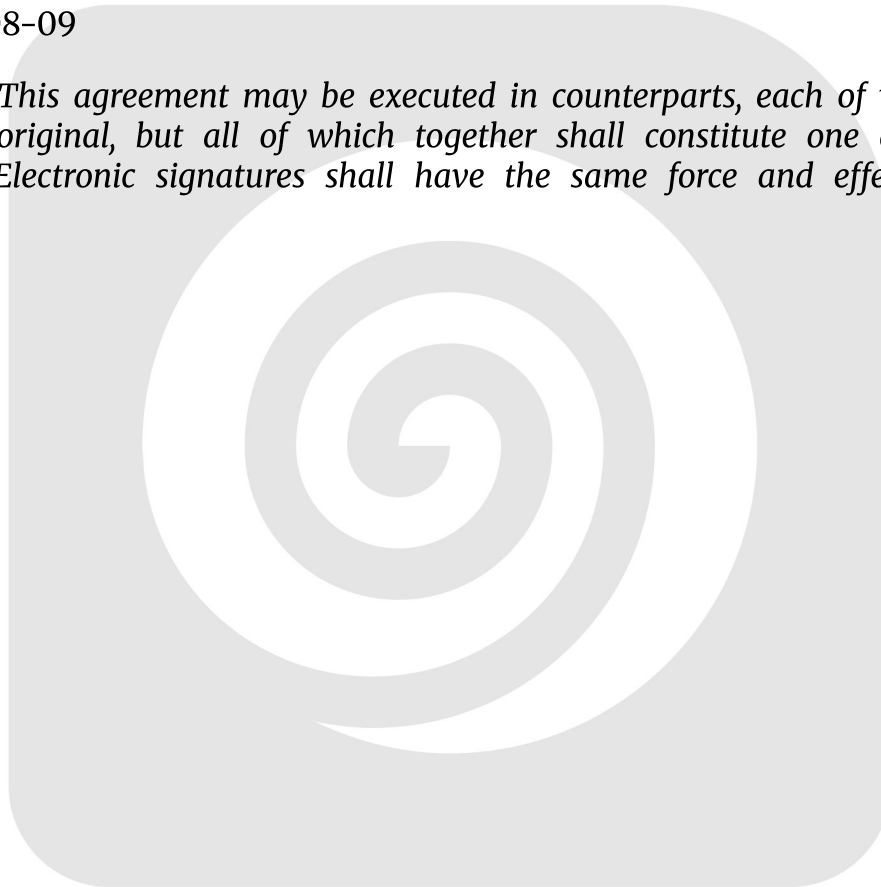 8-09
This agreement may be executed in counterparts, each of
original, but all of which together shall constitute one
Electronic signatures shall have the same force and